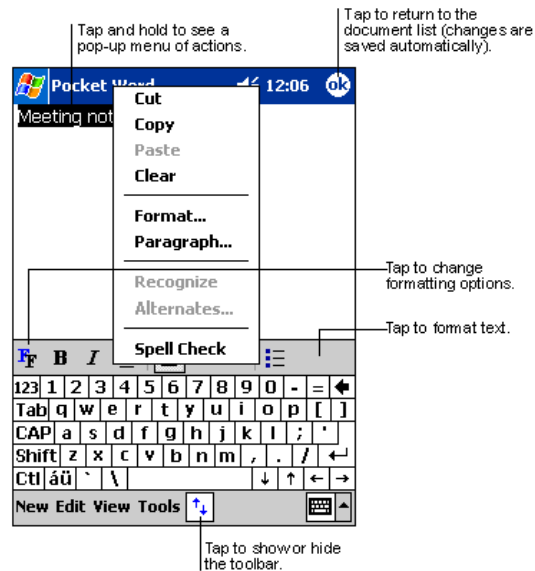 Tap and hold to see a
pop-up menu of actions.
Tap to return to the
document list (changes are
saved automatically).
Pocket Word 12:06 ok
Meeting not
Cut
Copy
Paste
Clear
Format...
Paragraph...
Recognize
Alternates...
Spell Check
Tap to change
formatting options.
Tap to format text.
FF B I
123 1 2 3 4 5 6 7 8 9 0 - =
Tab q w e r t y u i o p [ ]
CAP a s d f g h j k l ; '
Shift z x c v b n m , . /
Ctl áü ` \ ↓ ↑ ← →
New Edit View Tools
Tap to show or hide
the toolbar.